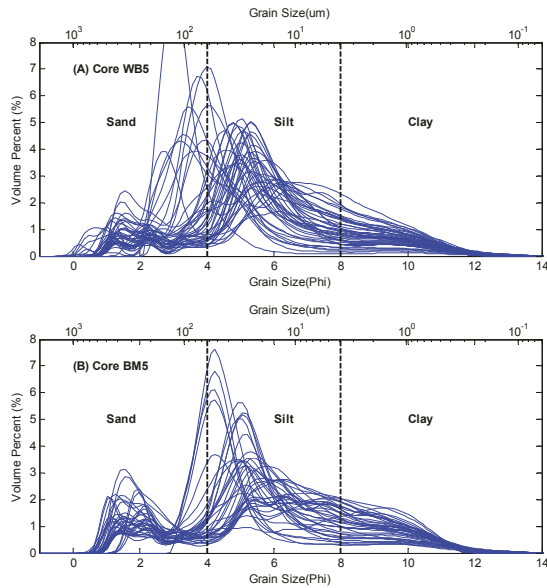 Grain Size(um)
10³ 10² 10¹ 10⁰ 10⁻¹
8
7
6
5
4
3
2
1
0
Volume Percent (%)
(A) Core WB5
Sand Silt Clay
0 2 4 6 8 10 12 14
Grain Size(Phi)
Grain Size(um)
10³ 10² 10¹ 10⁰ 10⁻¹
8
7
6
5
4
3
2
1
0
Volume Percent (%)
(B) Core BM5
Sand Silt Clay
0 2 4 6 8 10 12 14
Grain Size(Phi)